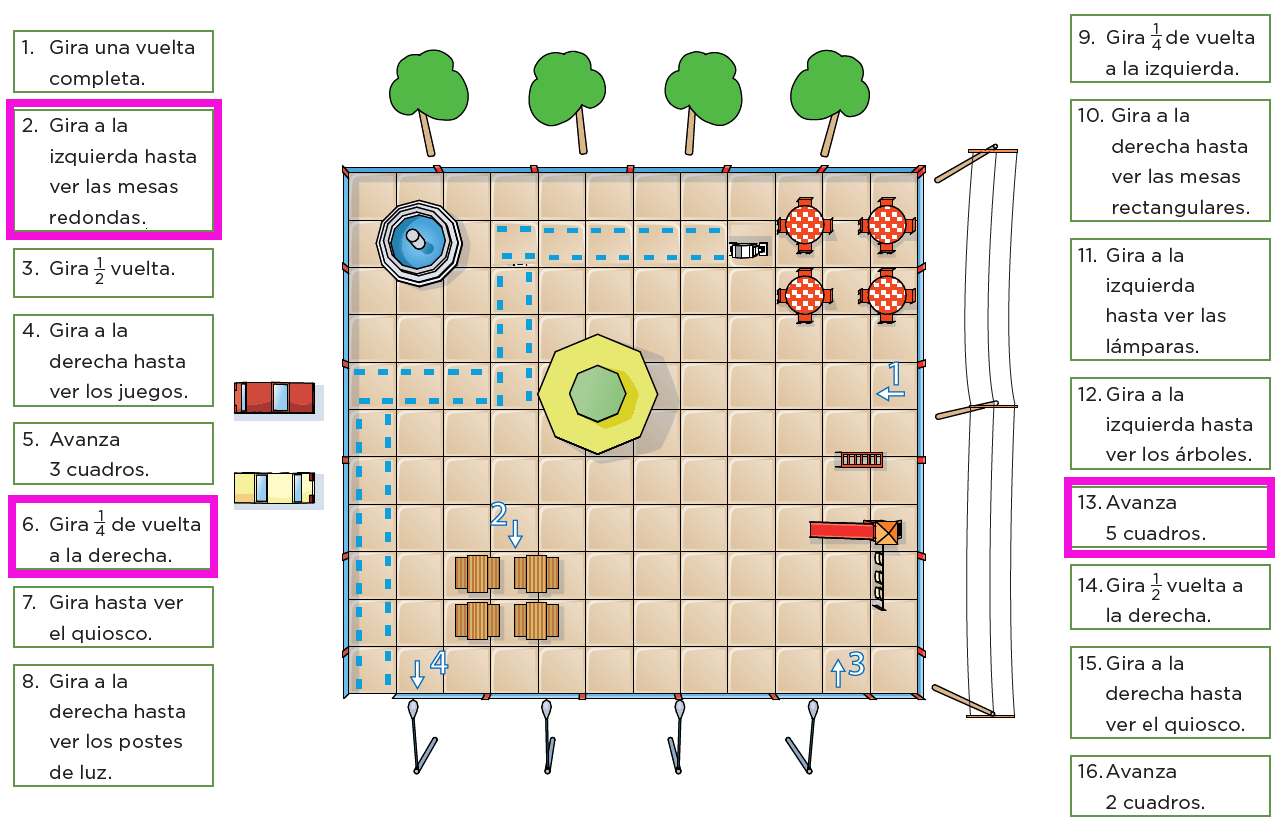 1. Gira una vuelta
completa.
2. Gira a la
izquierda hasta
ver las mesas
redondas.
3. Gira 1/2 vuelta.
4. Gira a la
derecha hasta
ver los juegos.
5. Avanza
3 cuadros.
6. Gira 1/4 de vuelta
a la derecha.
7. Gira hasta ver
el quiosco.
8. Gira a la
derecha hasta
ver los postes
de luz.
1
2
3
4
9. Gira 1/4 de vuelta
a la izquierda.
10. Gira a la
derecha hasta
ver las mesas
rectangulares.
11. Gira a la
izquierda
hasta ver las
lámparas.
12. Gira a la
izquierda hasta
ver los árboles.
13. Avanza
5 cuadros.
14. Gira 1/2 vuelta a
la derecha.
15. Gira a la
derecha hasta
ver el quiosco.
16. Avanza
2 cuadros.